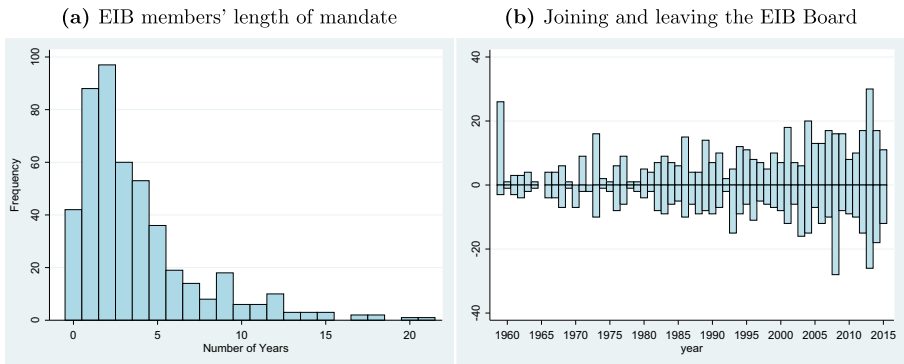 (a) EIB members' length of mandate
(b) Joining and leaving the EIB Board
Frequency
100
80
60
40
20
0
0 5 10 15 20
Number of Years
40
20
0
-20
-40
1960 1965 1970 1975 1980 1985 1990 1995 2000 2005 2010 2015
year